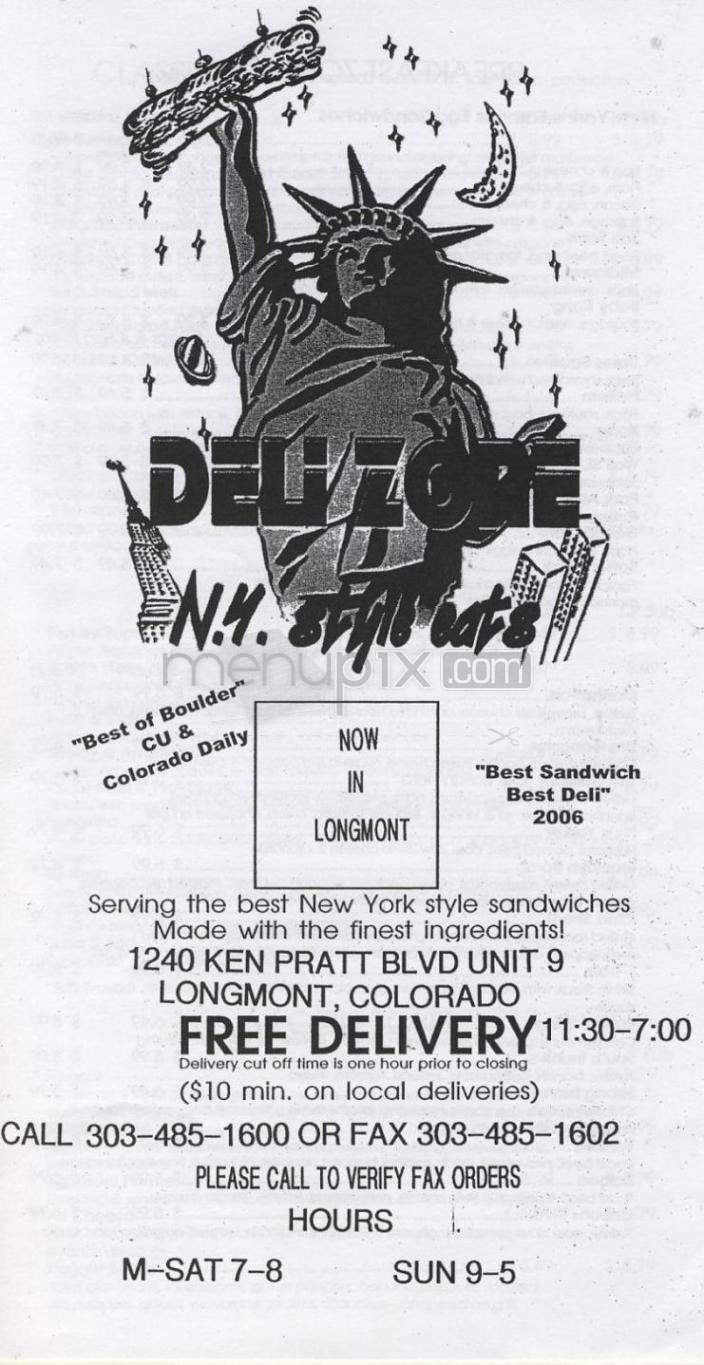 DELI ZONE
N.Y. style eats
menupix.com
"Best of Boulder"
CU &
Colorado Daily
NOW
IN
LONGMONT
"Best Sandwich
Best Deli"
2006
Serving the best New York style sandwiches
Made with the finest ingredients!
1240 KEN PRATT BLVD UNIT 9
LONGMONT, COLORADO
FREE DELIVERY 11:30-7:00
Delivery cut off time is one hour prior to closing
($10 min. on local deliveries)
CALL 303-485-1600 OR FAX 303-485-1602
PLEASE CALL TO VERIFY FAX ORDERS
HOURS
M-SAT 7-8 SUN 9-5